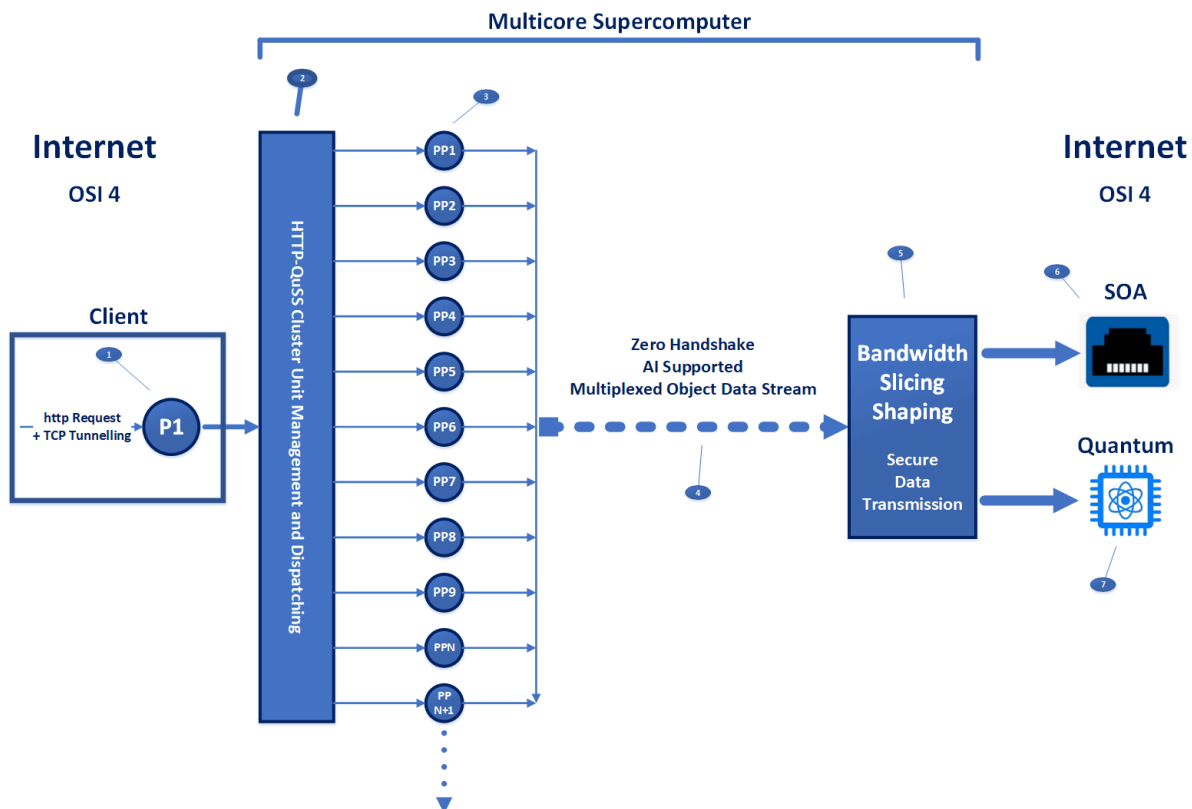 Multicore Supercomputer
2
3
Internet
OSI 4
Internet
OSI 4
Client
1
http Request
+ TCP Tunnelling
P1
HTTP-QuSS Cluster Unit Management and Dispatching
PP1
PP2
PP3
PP4
PP5
PP6
PP7
PP8
PP9
PPN
PP
N+1
Zero Handshake
AI Supported
Multiplexed Object Data Stream
4
5
Bandwidth
Slicing
Shaping
Secure
Data
Transmission
6
SOA
Quantum
7